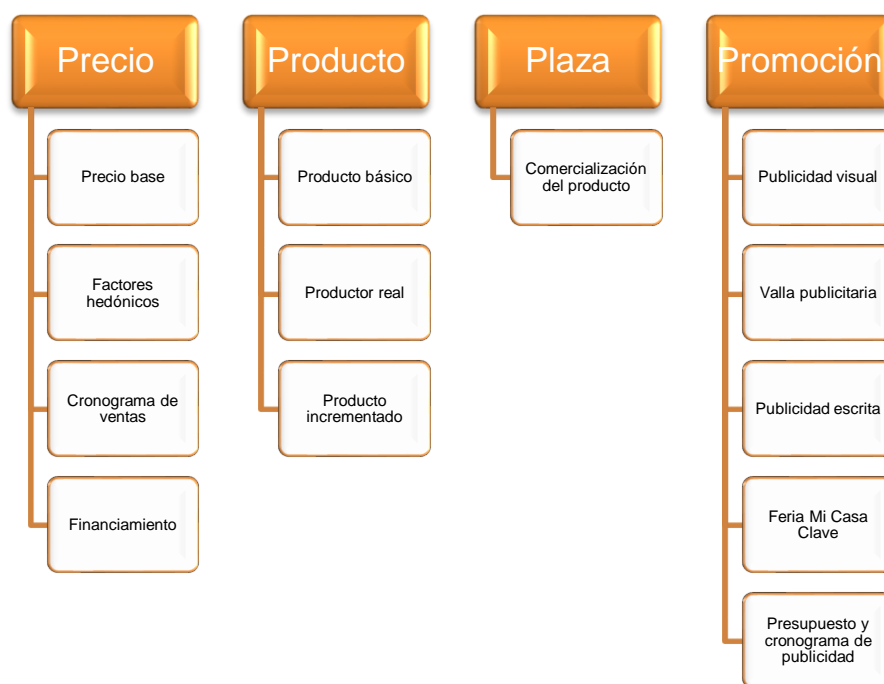 Precio
Precio base
Factores
hedónicos
Cronograma de
ventas
Financiamiento
Producto
Producto básico
Productor real
Producto
incrementado
Plaza
Comercialización
del producto
Promoción
Publicidad visual
Valla publicitaria
Publicidad escrita
Feria Mi Casa
Clave
Presupuesto y
cronograma de
publicidad